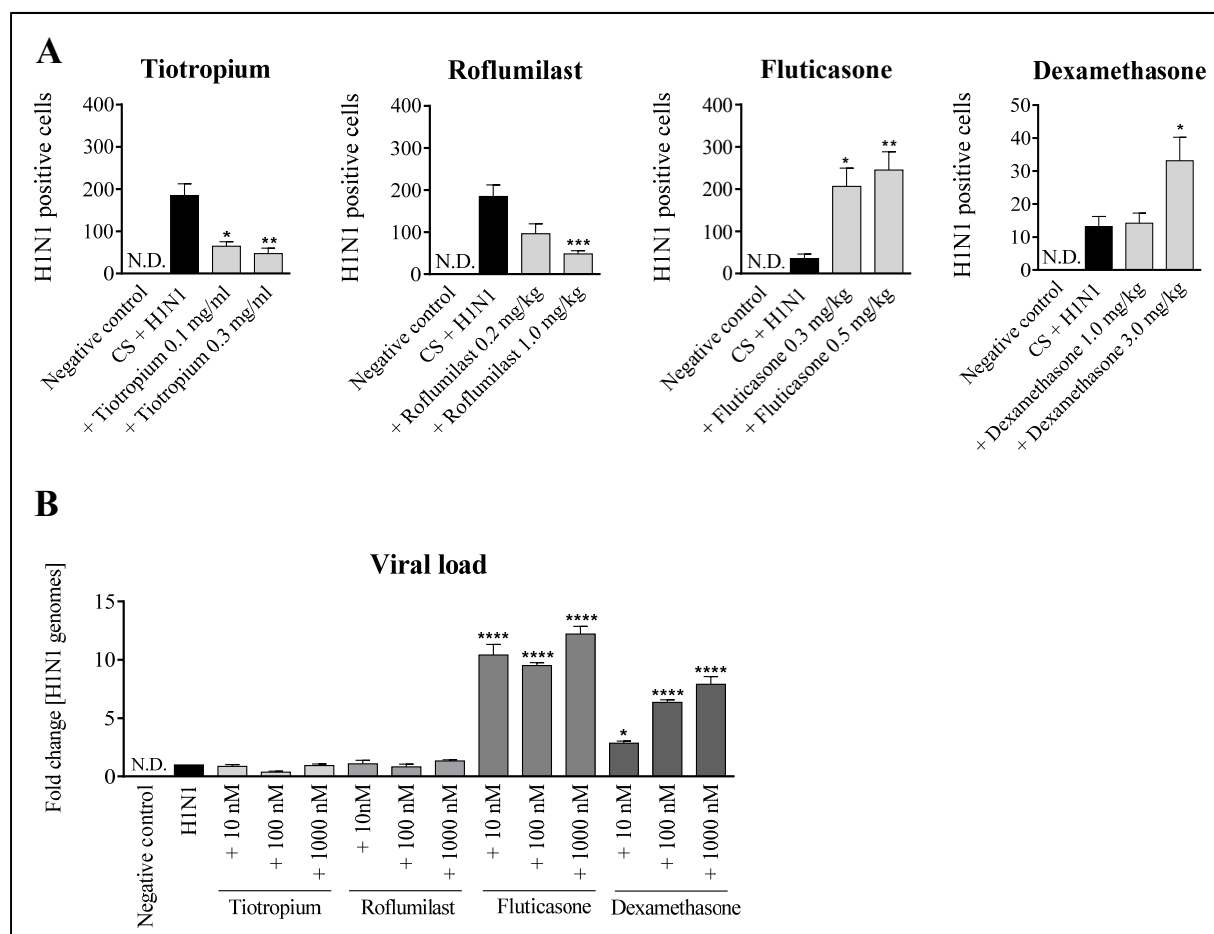 A
Tiotropium
H1N1 positive cells
400
300
200
100
0
N.D.
*
**
Negative control
CS + H1N1
+ Tiotropium 0.1 mg/ml
+ Tiotropium 0.3 mg/ml
Roflumilast
H1N1 positive cells
400
300
200
100
0
N.D.
***
Negative control
CS + H1N1
+ Roflumilast 0.2 mg/kg
+ Roflumilast 1.0 mg/kg
Fluticasone
H1N1 positive cells
400
300
200
100
0
N.D.
*
**
Negative control
CS + H1N1
+ Fluticasone 0.3 mg/kg
+ Fluticasone 0.5 mg/kg
Dexamethasone
H1N1 positive cells
50
40
30
20
10
0
N.D.
*
Negative control
CS + H1N1
+ Dexamethasone 1.0 mg/kg
+ Dexamethasone 3.0 mg/kg
B
Viral load
Fold change [H1N1 genomes]
15
10
5
0
N.D.
****
****
****
*
****
****
Negative control
H1N1
+ 10 nM
+ 100 nM
+ 1000 nM
+ 10nM
+ 100 nM
+ 1000 nM
+ 10 nM
+ 100 nM
+ 1000 nM
+ 10 nM
+ 100 nM
+ 1000 nM
Tiotropium
Roflumilast
Fluticasone
Dexamethasone